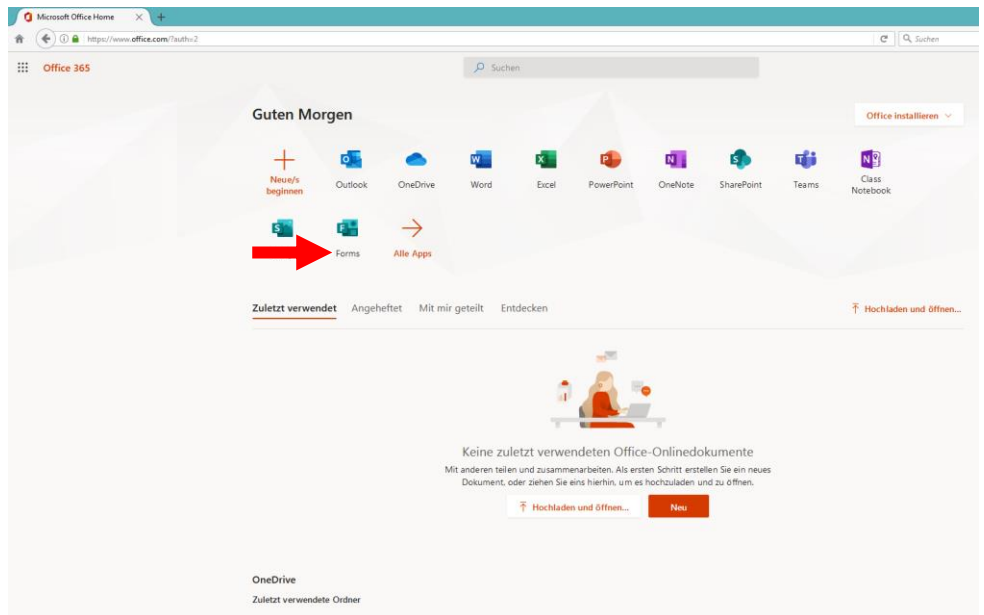 Microsoft Office Home
https://www.office.com/?auth=2
Suchen
Office 365
Suchen
Guten Morgen
Office installieren
Neue/s beginnen
Outlook
OneDrive
Word
Excel
PowerPoint
OneNote
SharePoint
Teams
Class Notebook
Forms
Alle Apps
Zuletzt verwendet Angeheftet Mit mir geteilt Entdecken
Hochladen und öffnen...
Keine zuletzt verwendeten Office-Onlinedokumente
Mit anderen teilen und zusammenarbeiten. Als ersten Schritt erstellen Sie ein neues
Dokument, oder ziehen Sie eins hierhin, um es hochzuladen und zu öffnen.
Hochladen und öffnen...
Neu
OneDrive
Zuletzt verwendete Ordner